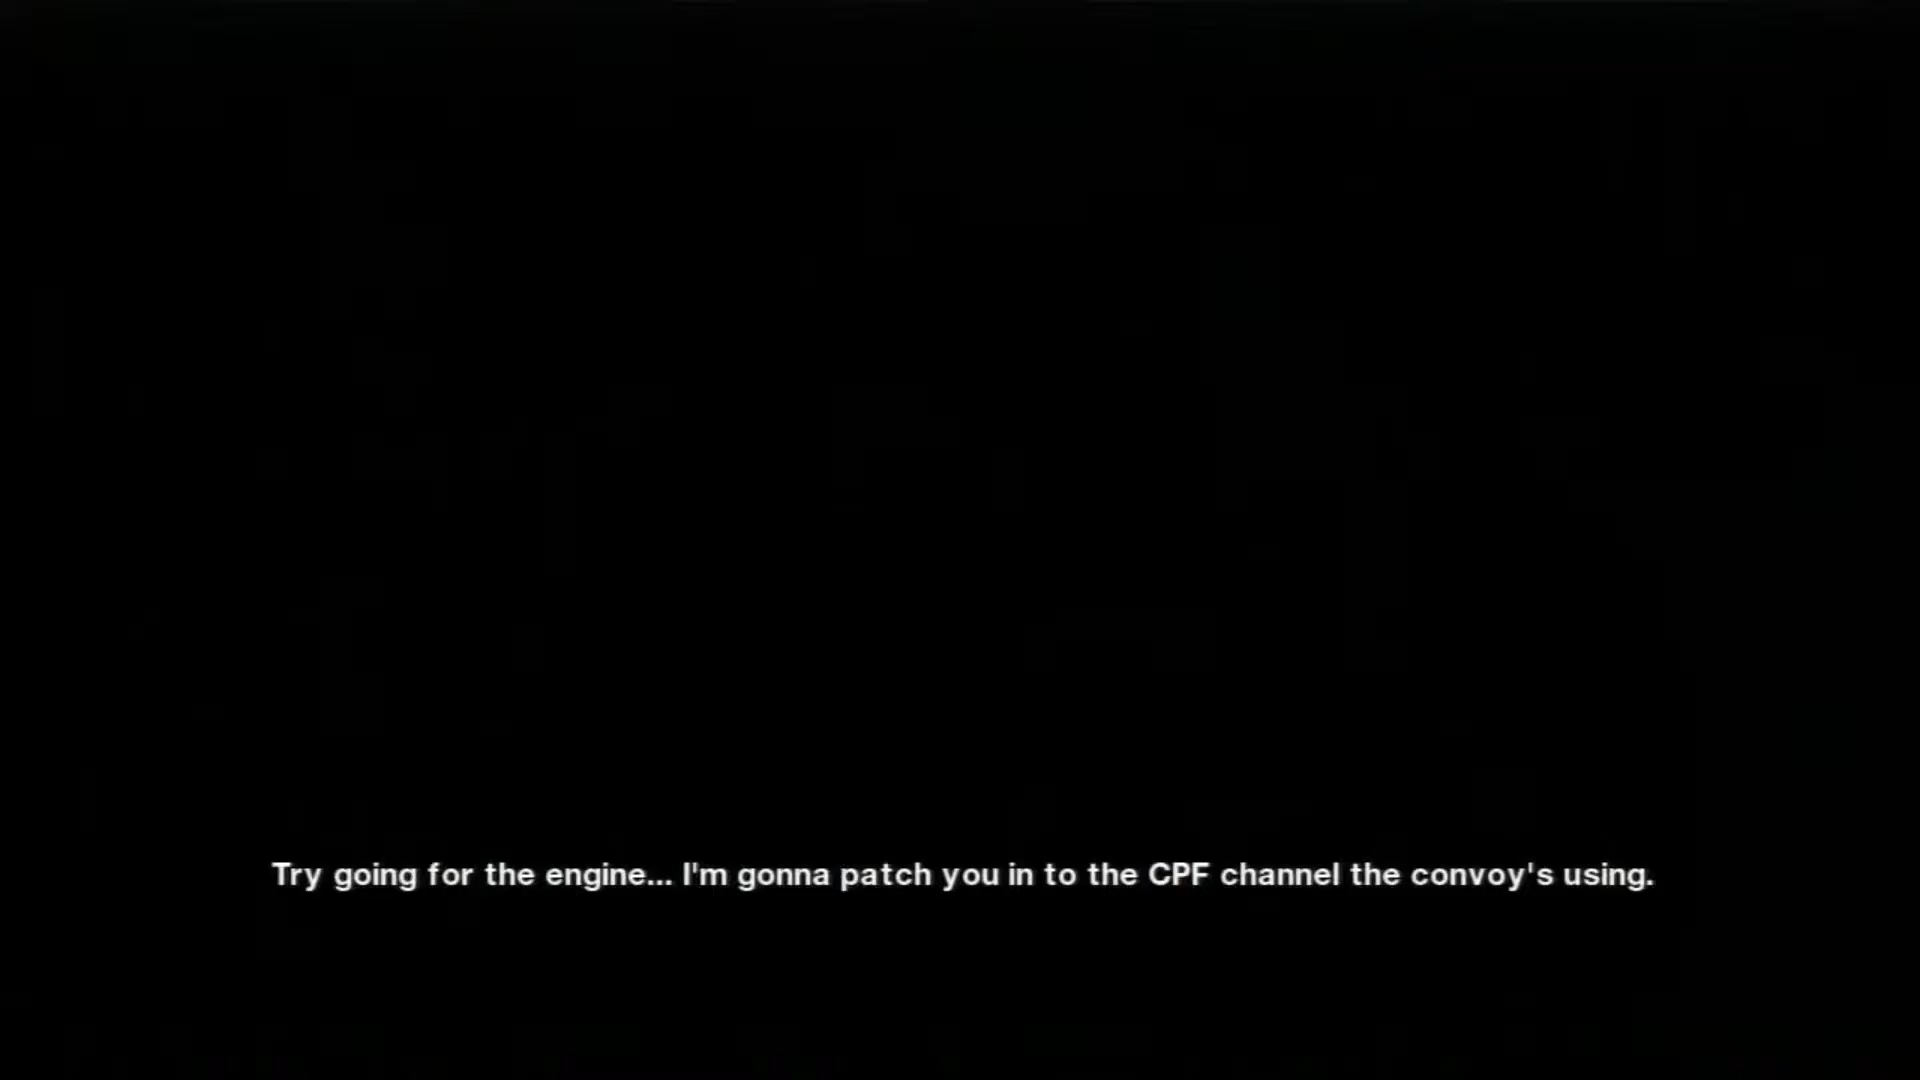 Try going for the engine... I'm gonna patch you in to the CPF channel the convoy's using.